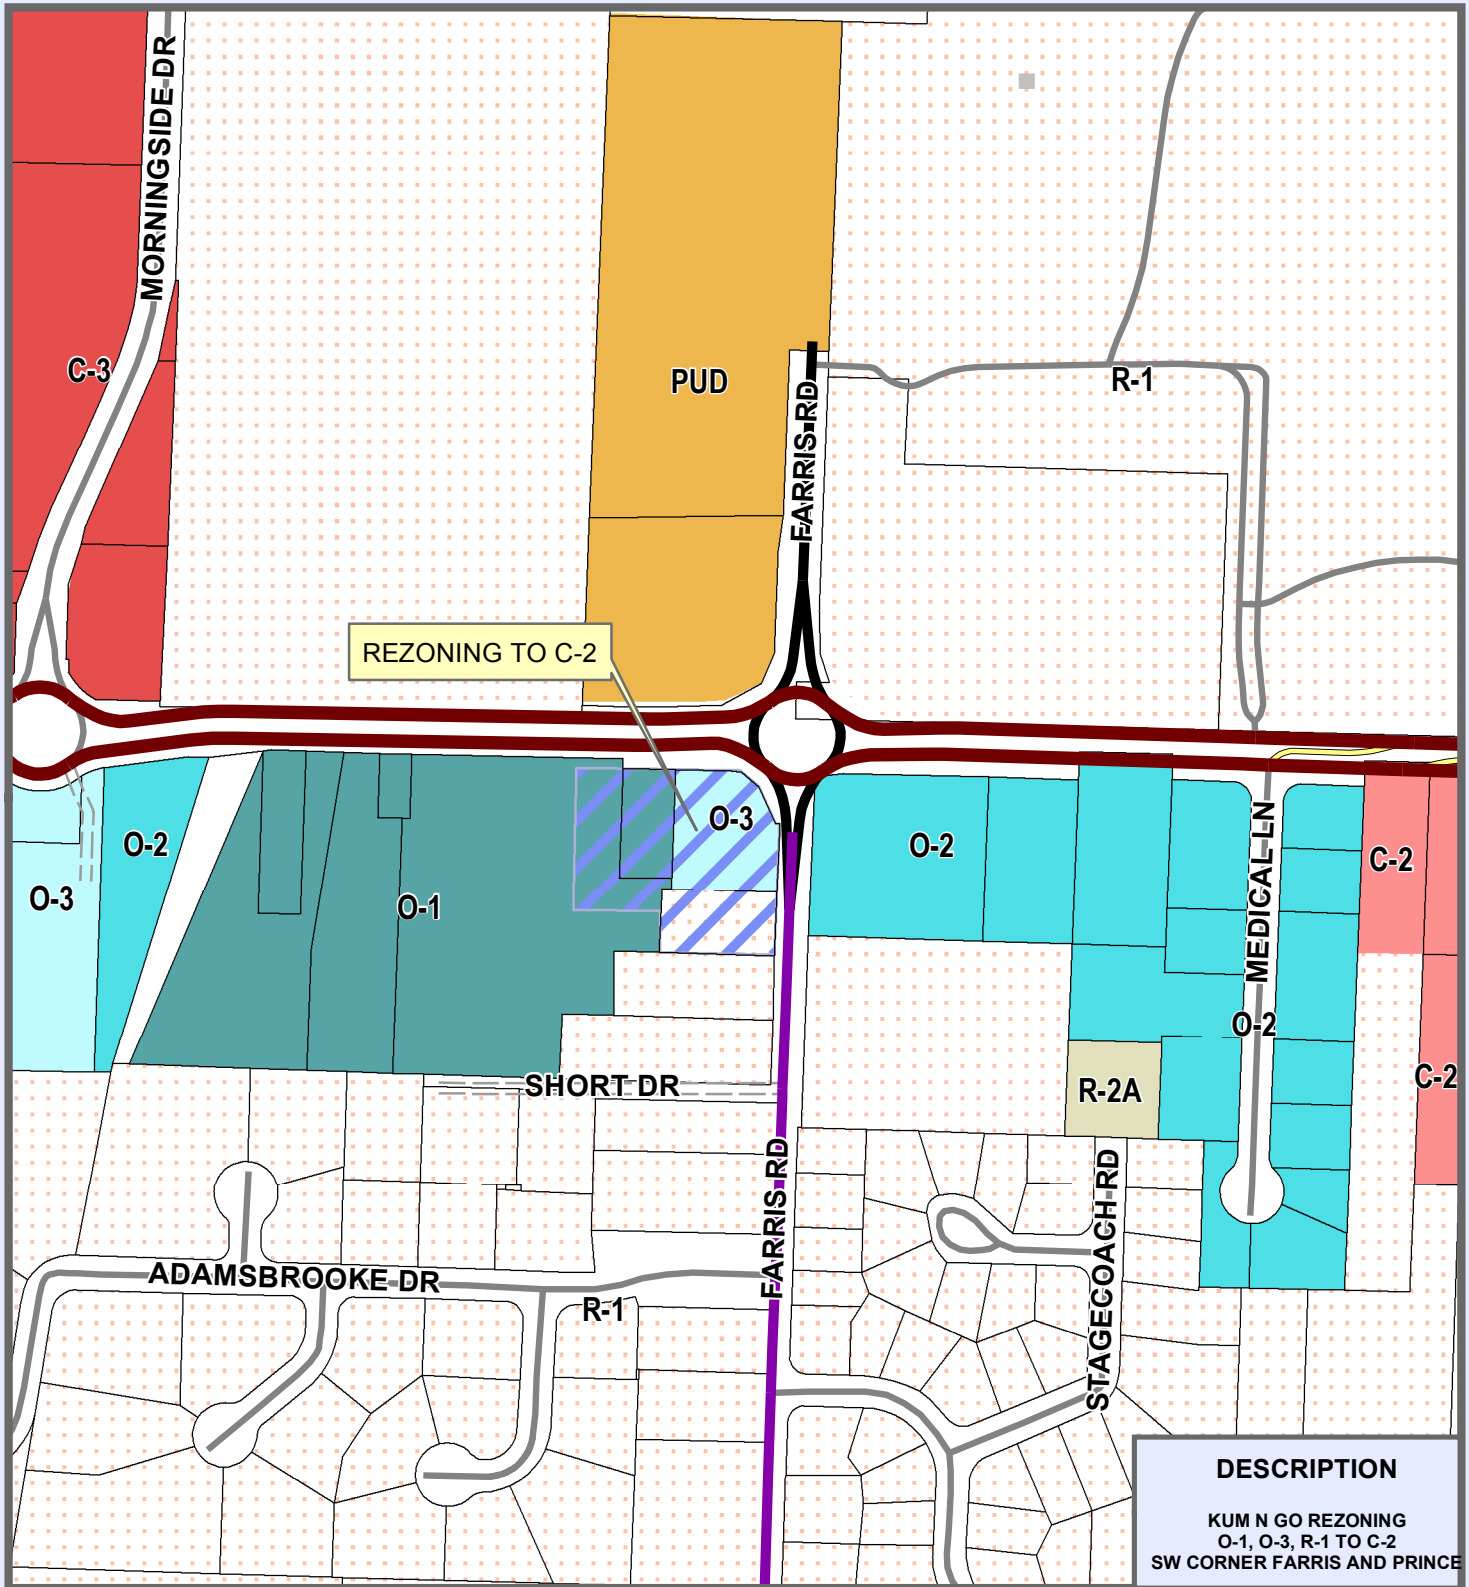 MORNINGSIDE DR
C-3
PUD
R-1
FARRIS RD
REZONING TO C-2
O-3
O-2
O-2
C-2
O-3
O-1
MEDICAL LN
O-2
C-2
R-2A
SHORT DR
FARRIS RD
STAGECOACH RD
ADAMSBROOKE DR
R-1
DESCRIPTION
KUM N GO REZONING
O-1, O-3, R-1 TO C-2
SW CORNER FARRIS AND PRINCE